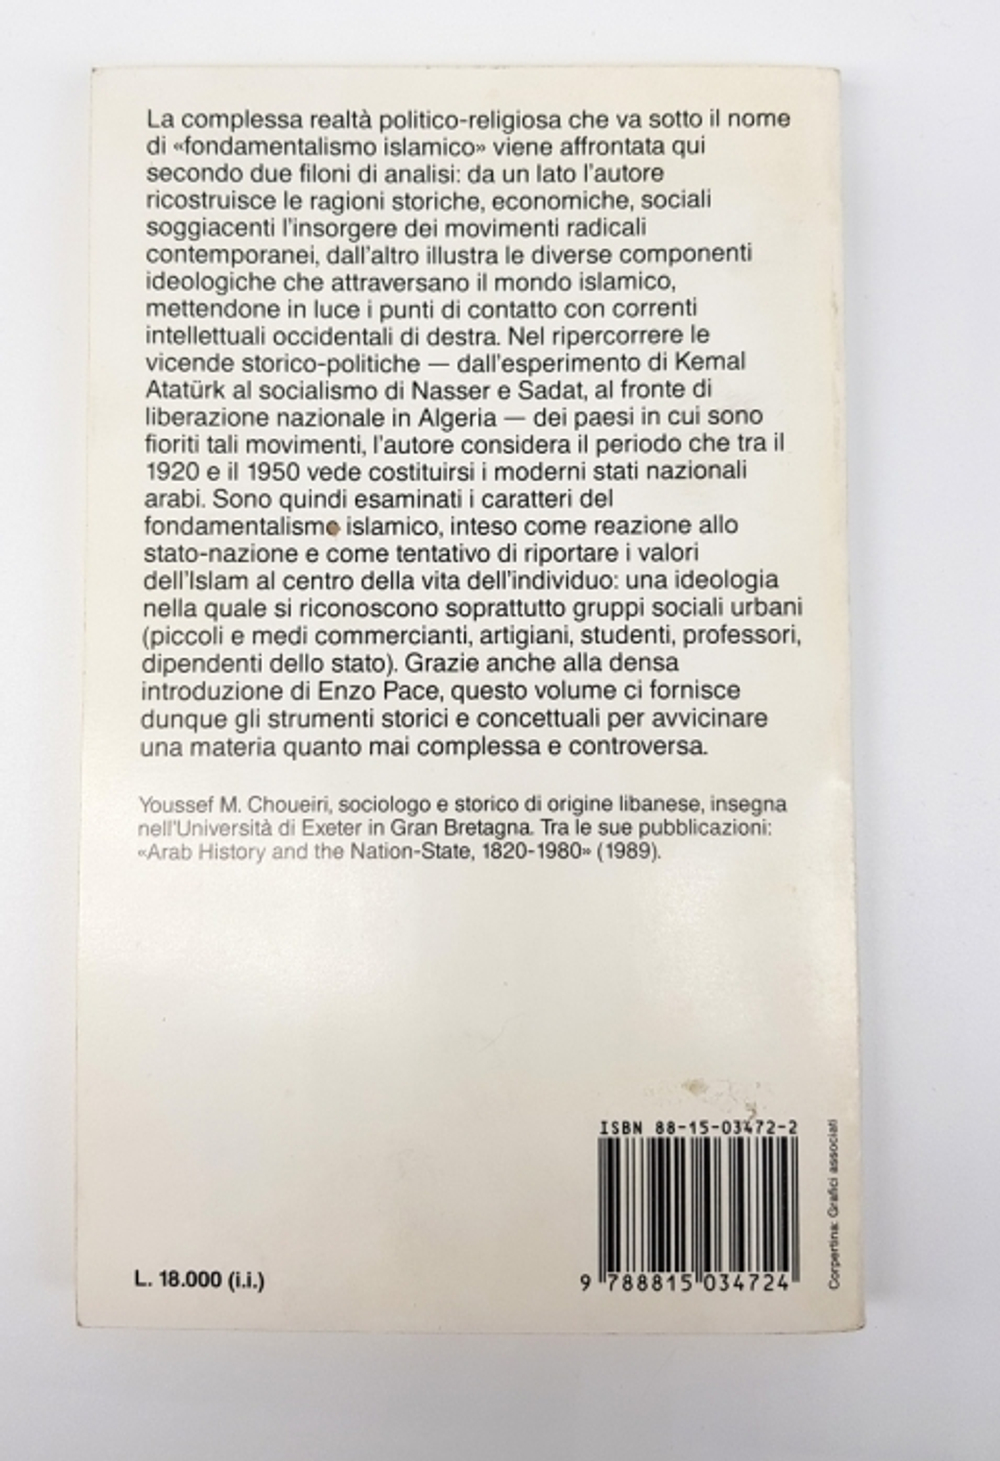 La complessa realtà politico-religiosa che va sotto il nome
di «fondamentalismo islamico» viene affrontata qui
secondo due filoni di analisi: da un lato l'autore
ricostruisce le ragioni storiche, economiche, sociali
soggiacenti l'insorgere dei movimenti radicali
contemporanei, dall'altro illustra le diverse componenti
ideologiche che attraversano il mondo islamico,
mettendone in luce i punti di contatto con correnti
intellettuali occidentali di destra. Nel ripercorrere le
vicende storico-politiche — dall'esperimento di Kemal
Atatürk al socialismo di Nasser e Sadat, al fronte di
liberazione nazionale in Algeria — dei paesi in cui sono
fioriti tali movimenti, l'autore considera il periodo che tra il
1920 e il 1950 vede costituirsi i moderni stati nazionali
arabi. Sono quindi esaminati i caratteri del
fondamentalismo islamico, inteso come reazione allo
stato-nazione e come tentativo di riportare i valori
dell'Islam al centro della vita dell'individuo: una ideologia
nella quale si riconoscono soprattutto gruppi sociali urbani
(piccoli e medi commercianti, artigiani, studenti, professori,
dipendenti dello stato). Grazie anche alla densa
introduzione di Enzo Pace, questo volume ci fornisce
dunque gli strumenti storici e concettuali per avvicinare
una materia quanto mai complessa e controversa.
Youssef M. Choueiri, sociologo e storico di origine libanese, insegna
nell'Università di Exeter in Gran Bretagna. Tra le sue pubblicazioni:
«Arab History and the Nation-State, 1820-1980» (1989).
ISBN 88-15-03472-2
9 788815 034724
L. 18.000 (i.i.)
Corpertina: Grafici associati